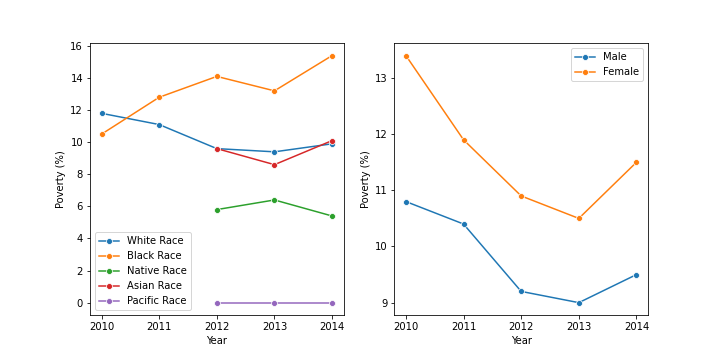 16
14
12
10
8
6
4
2
0
Poverty (%)
2010 2011 2012 2013 2014
Year
White Race
Black Race
Native Race
Asian Race
Pacific Race
13
12
11
10
9
Poverty (%)
2010 2011 2012 2013 2014
Year
Male
Female